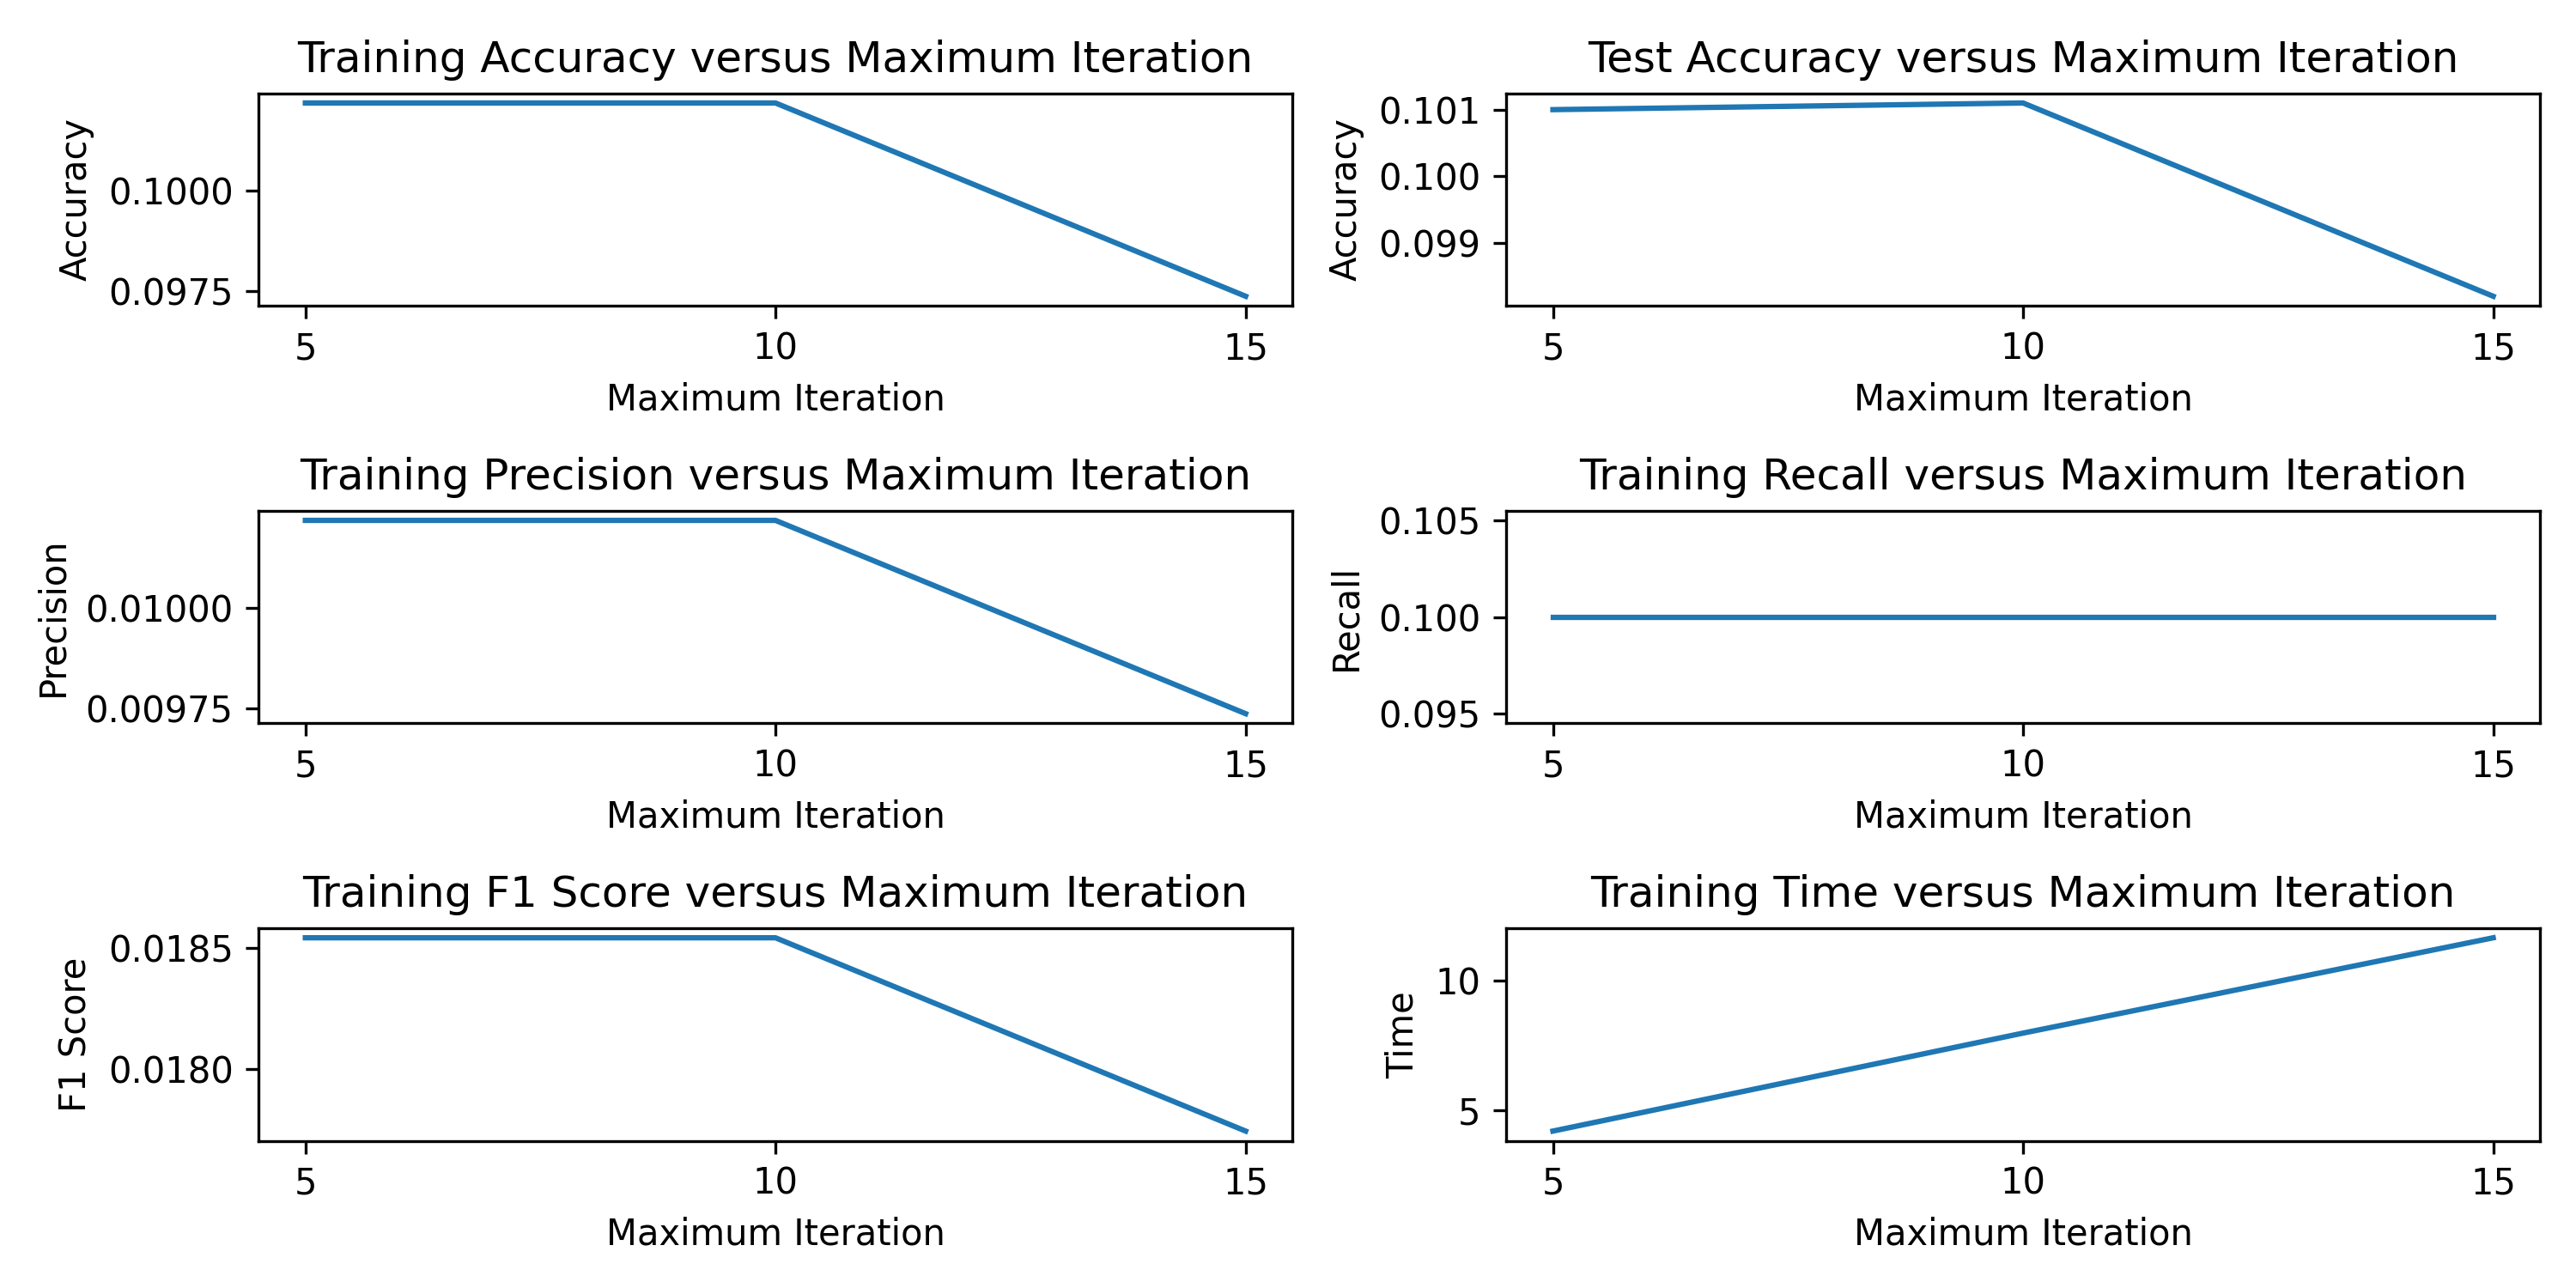 Training Accuracy versus Maximum Iteration
Accuracy
0.1000
0.0975
5 10 15
Maximum Iteration
Test Accuracy versus Maximum Iteration
Accuracy
0.101
0.100
0.099
5 10 15
Maximum Iteration
Training Precision versus Maximum Iteration
Precision
0.01000
0.00975
5 10 15
Maximum Iteration
Training Recall versus Maximum Iteration
Recall
0.105
0.100
0.095
5 10 15
Maximum Iteration
Training F1 Score versus Maximum Iteration
F1 Score
0.0185
0.0180
5 10 15
Maximum Iteration
Training Time versus Maximum Iteration
Time
10
5
5 10 15
Maximum Iteration